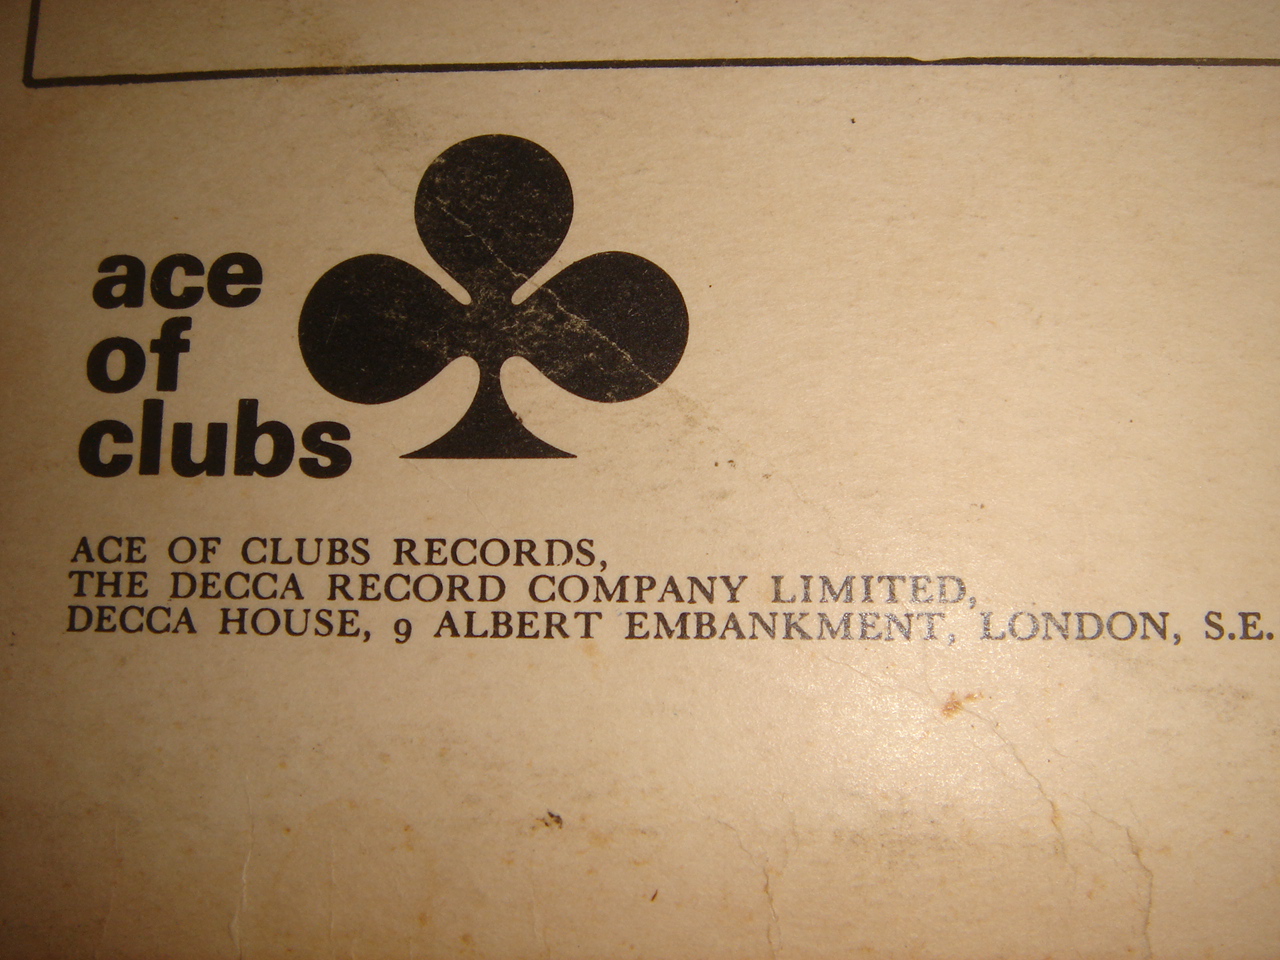 ace
of
clubs
ACE OF CLUBS RECORDS,
THE DECCA RECORD COMPANY LIMITED,
DECCA HOUSE, 9 ALBERT EMBANKMENT, LONDON, S.E.